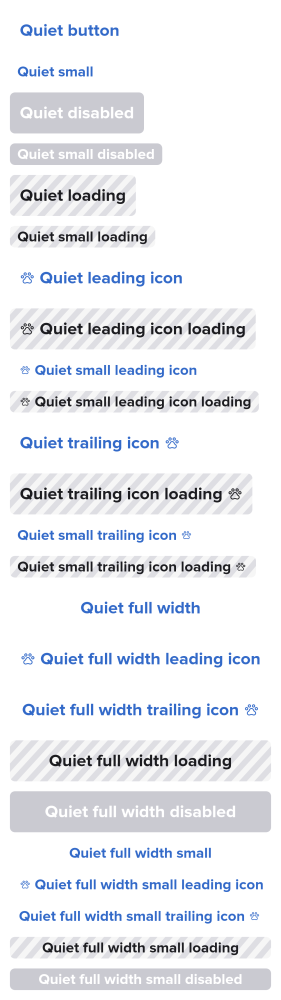 Quiet button
Quiet small
Quiet disabled
Quiet small disabled
Quiet loading
Quiet small loading
Quiet leading icon
Quiet leading icon loading
Quiet small leading icon
Quiet small leading icon loading
Quiet trailing icon
Quiet trailing icon loading
Quiet small trailing icon
Quiet small trailing icon loading
Quiet full width
Quiet full width leading icon
Quiet full width trailing icon
Quiet full width loading
Quiet full width disabled
Quiet full width small
Quiet full width small leading icon
Quiet full width small trailing icon
Quiet full width small loading
Quiet full width small disabled